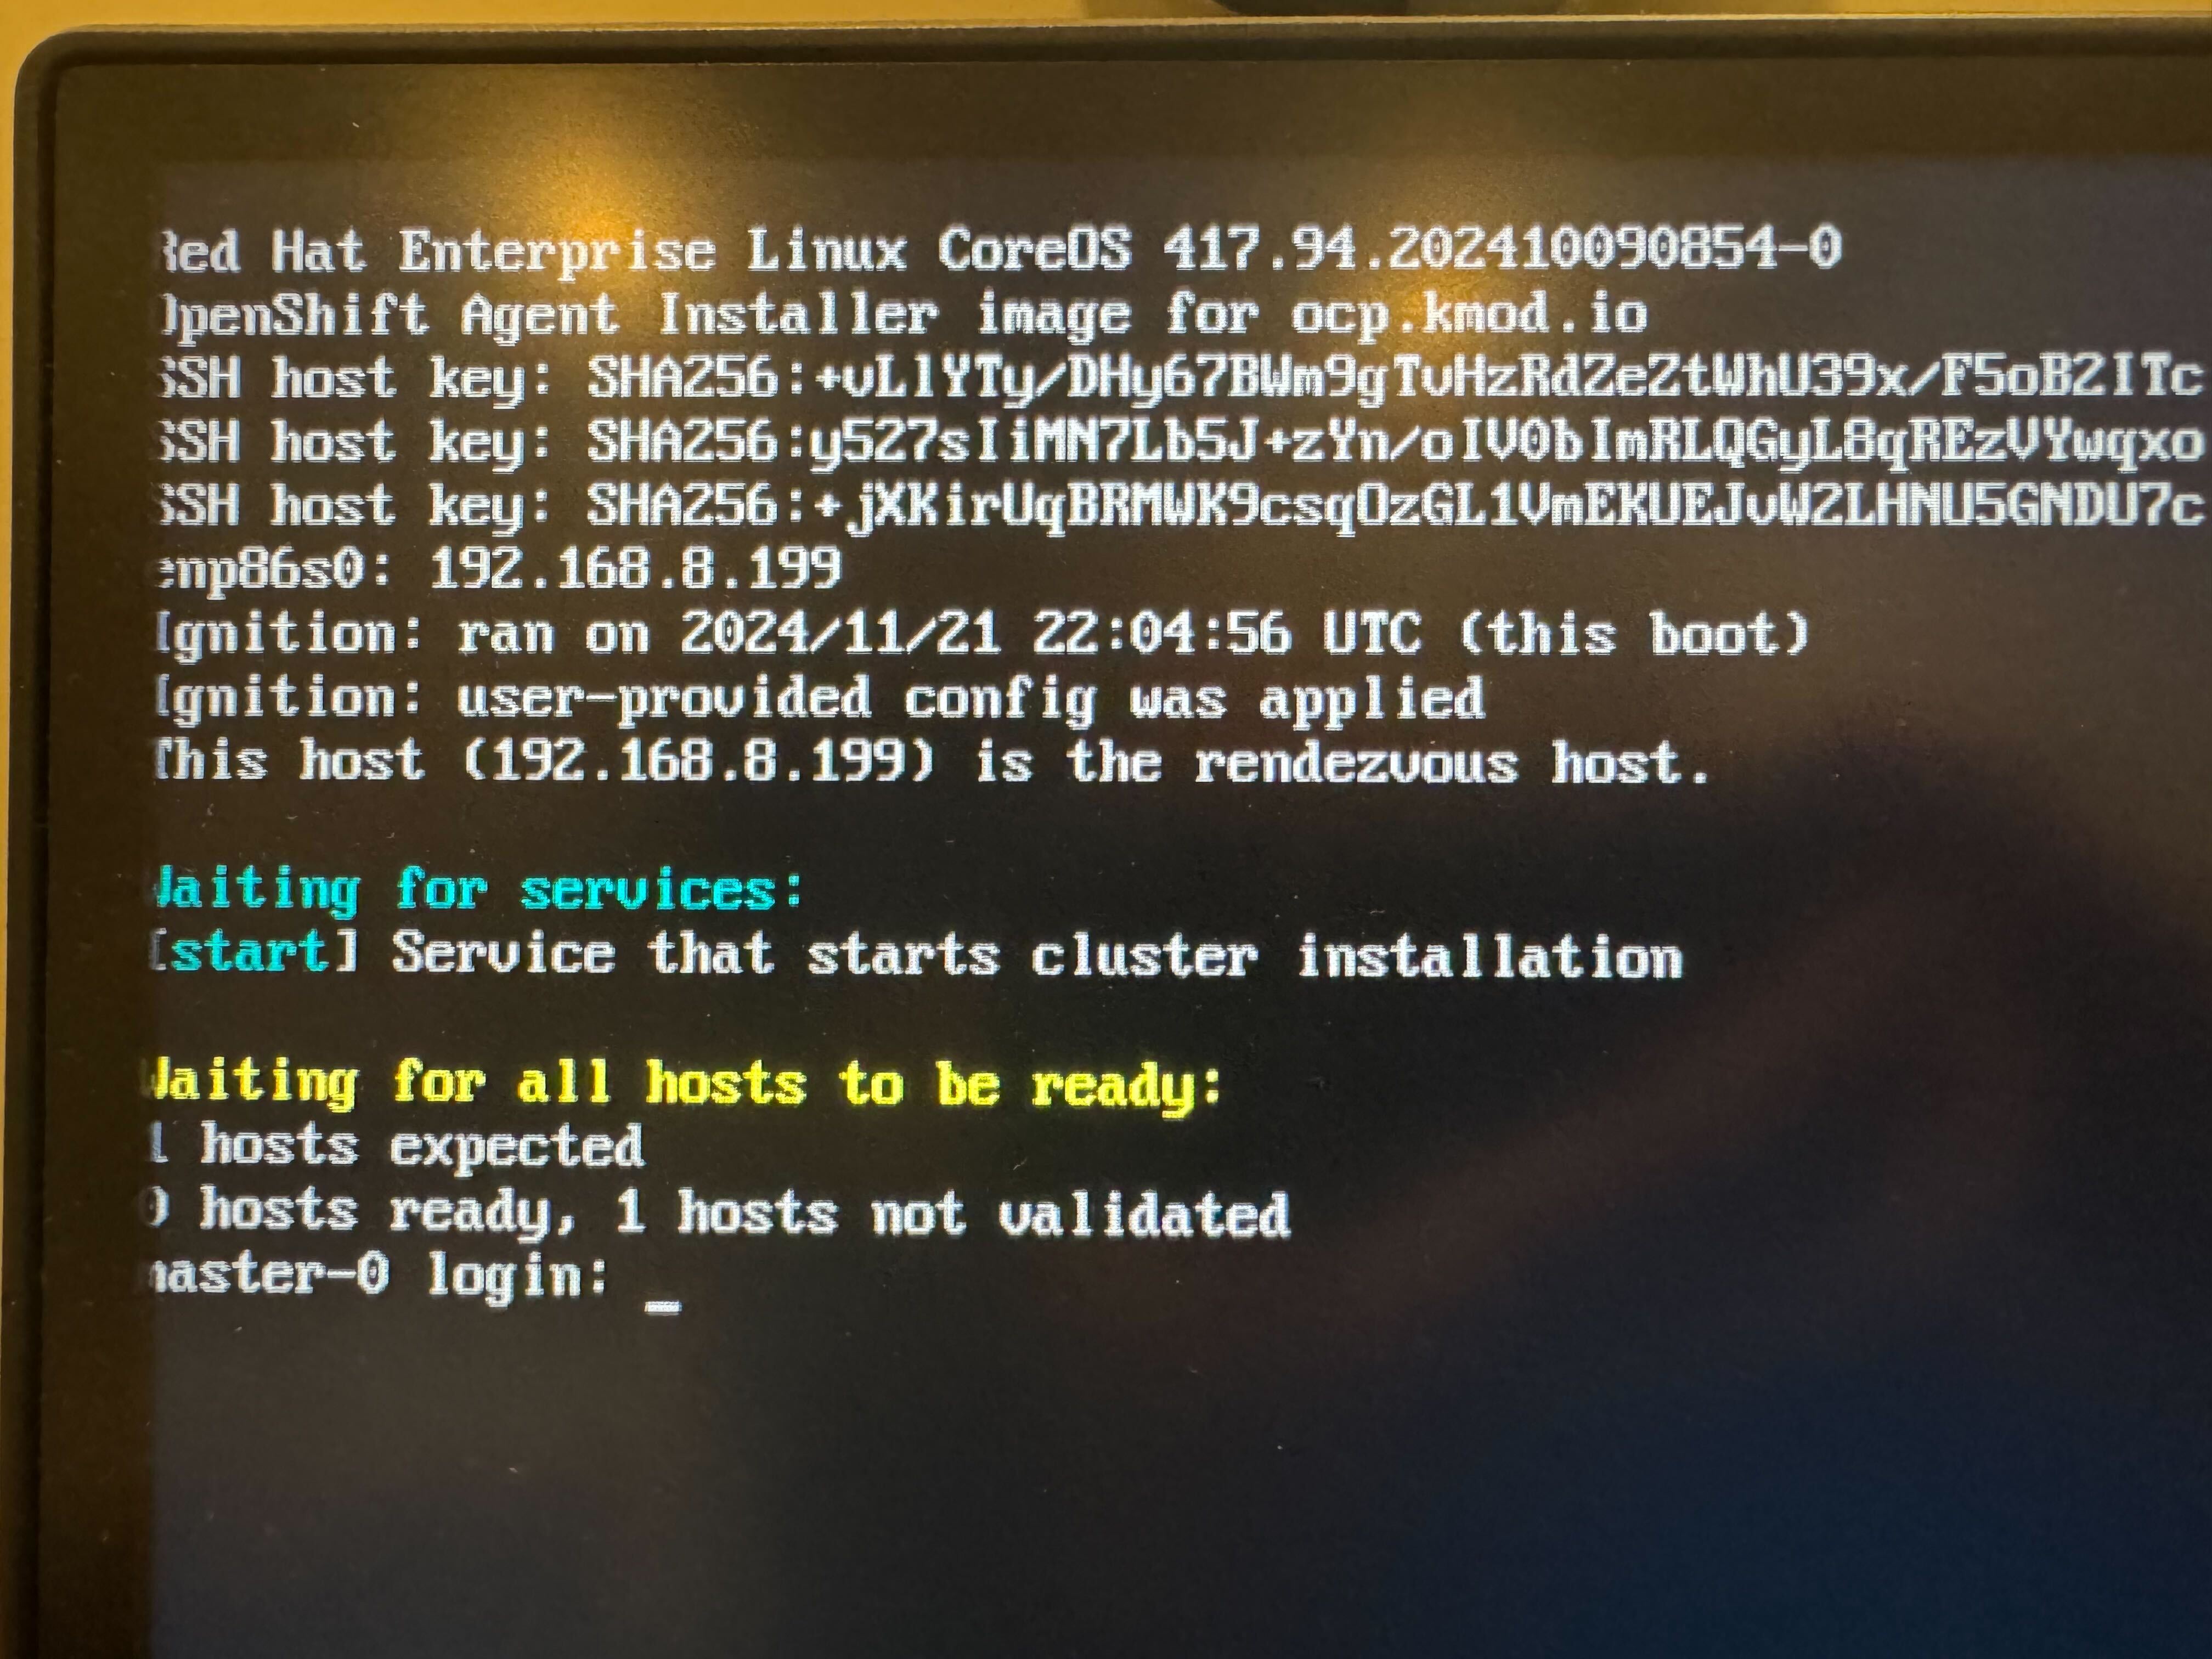 Red Hat Enterprise Linux CoreOS 417.94.202410090854-0
OpenShift Agent Installer image for ocp.kmod.io
SSH host key: SHA256:+vLlYTy/DHy67BWm9gTvHzRdZeZtWhU39x/F5oB2ITc
SSH host key: SHA256:y527sIiMN7Lb5J+zYn/oIV0bImRLQGyL8qREzVYwqxo
SSH host key: SHA256:+jXKirUqBRMWK9csqOzGL1VmEKUEJvW2LHNU5GNDU7c
enp86s0: 192.168.8.199
Ignition: ran on 2024/11/21 22:04:56 UTC (this boot)
Ignition: user-provided config was applied
This host (192.168.8.199) is the rendezvous host.
Waiting for services:
[start] Service that starts cluster installation
Waiting for all hosts to be ready:
1 hosts expected
0 hosts ready, 1 hosts not validated
master-0 login: _